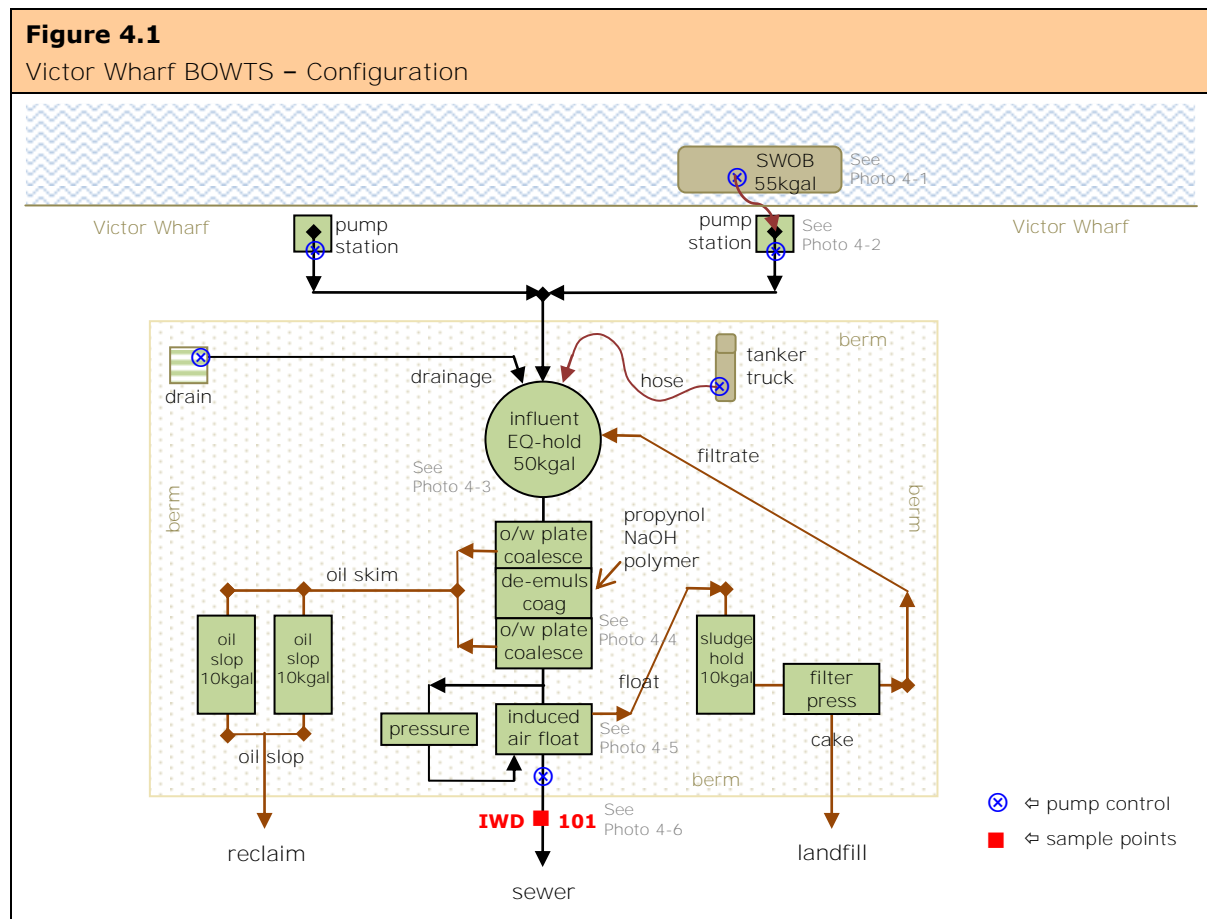 Figure 4.1
Victor Wharf BOWTS – Configuration
SWOB
55kgal
See
Photo 4-1
Victor Wharf
pump
station
pump
station
See
Photo 4-2
Victor Wharf
berm
drain
drainage
hose
tanker
truck
influent
EQ-hold
50kgal
See
Photo 4-3
filtrate
berm
berm
o/w plate
coalesce
propynol
NaOH
polymer
oil skim
de-emuls
coag
o/w plate
coalesce
See
Photo 4-4
oil
slop
10kgal
oil
slop
10kgal
sludge
hold
10kgal
filter
press
float
pressure
induced
air float
See
Photo 4-5
oil slop
cake
berm
IWD 101
See
Photo 4-6
reclaim
sewer
landfill
⇦ pump control
⇦ sample points